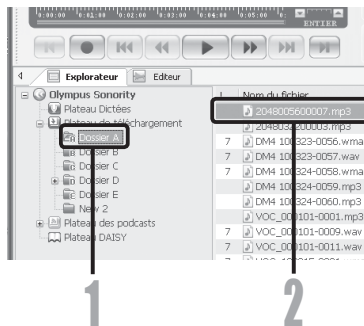 0:00:00 0:01:00 0:02:00 0:03:00 0:04:00 0:05:00
ENTIER
Explorateur Editeur
Olympus Sonority
Plateau Dictées
Plateau de téléchargement
Dossier A
Dossier B
Dossier C
Dossier D
Dossier E
New 2
Plateau des podcasts
Plateau DAISY
Nom du fichier
2048005600007.mp3
2048032200003.mp3
7 DM4 100323-0056.wma
7 DM4 100323-0057.wav
7 DM4 100324-0058.wma
DM4 100324-0059.mp3
DM4 100324-0060.mp3
VOC_000101-0001.mp3
7 VOC_000101-0009.wav
7 VOC_000101-0011.wav
1 2